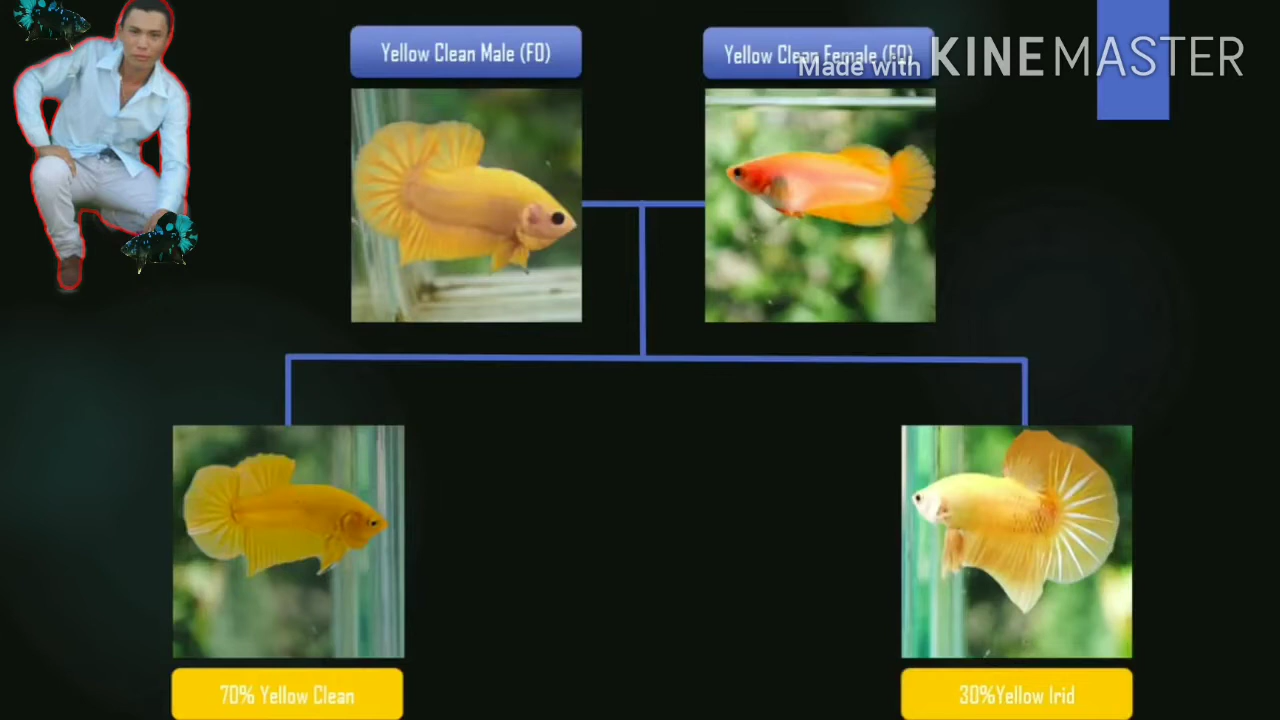 Yellow Clean Male (F0)
Yellow Clean Female (F0)
Made with KINEMASTER
70% Yellow Clean
30%Yellow Irid